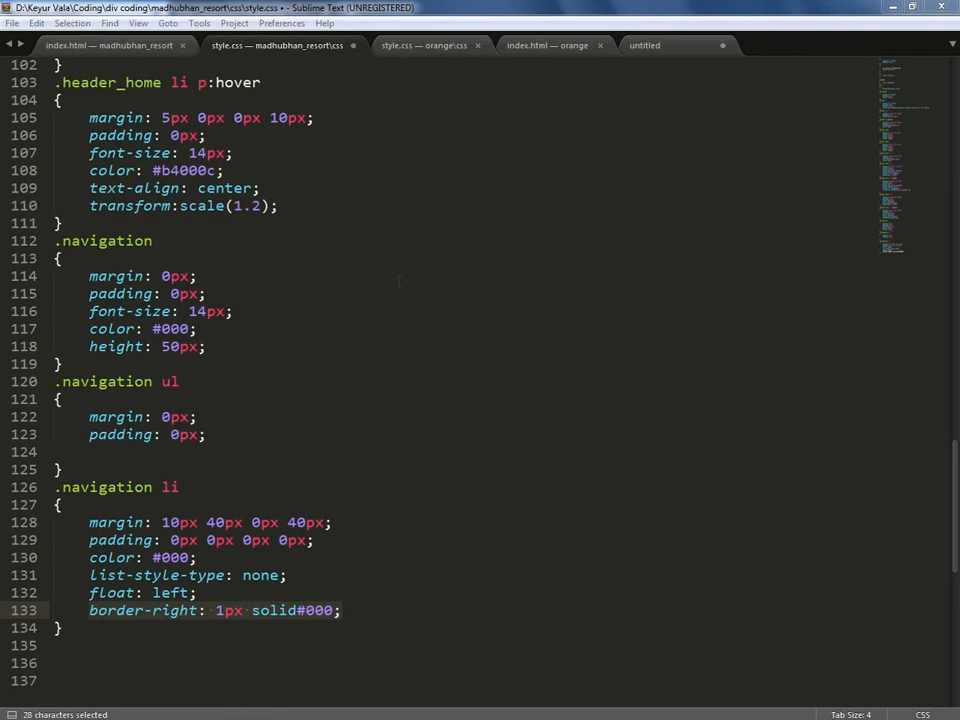 D:\Keyur Vala\Coding\div coding\madhubhan_resort\css\style.css • - Sublime Text (UNREGISTERED)
File Edit Selection Find View Goto Tools Project Preferences Help
index.html — madhubhan_resort × style.css — madhubhan_resort\css style.css — orange\css × index.html — orange × untitled
102 }
103 .header_home li p:hover
104 {
105 margin: 5px 0px 0px 10px;
106 padding: 0px;
107 font-size: 14px;
108 color: #b4000c;
109 text-align: center;
110 transform:scale(1.2);
111 }
112 .navigation
113 {
114 margin: 0px;
115 padding: 0px;
116 font-size: 14px;
117 color: #000;
118 height: 50px;
119 }
120 .navigation ul
121 {
122 margin: 0px;
123 padding: 0px;
124
125 }
126 .navigation li
127 {
128 margin: 10px 40px 0px 40px;
129 padding: 0px 0px 0px 0px;
130 color: #000;
131 list-style-type: none;
132 float: left;
133 border-right: 1px solid#000;
134 }
135
136
137
28 characters selected Tab Size: 4 CSS